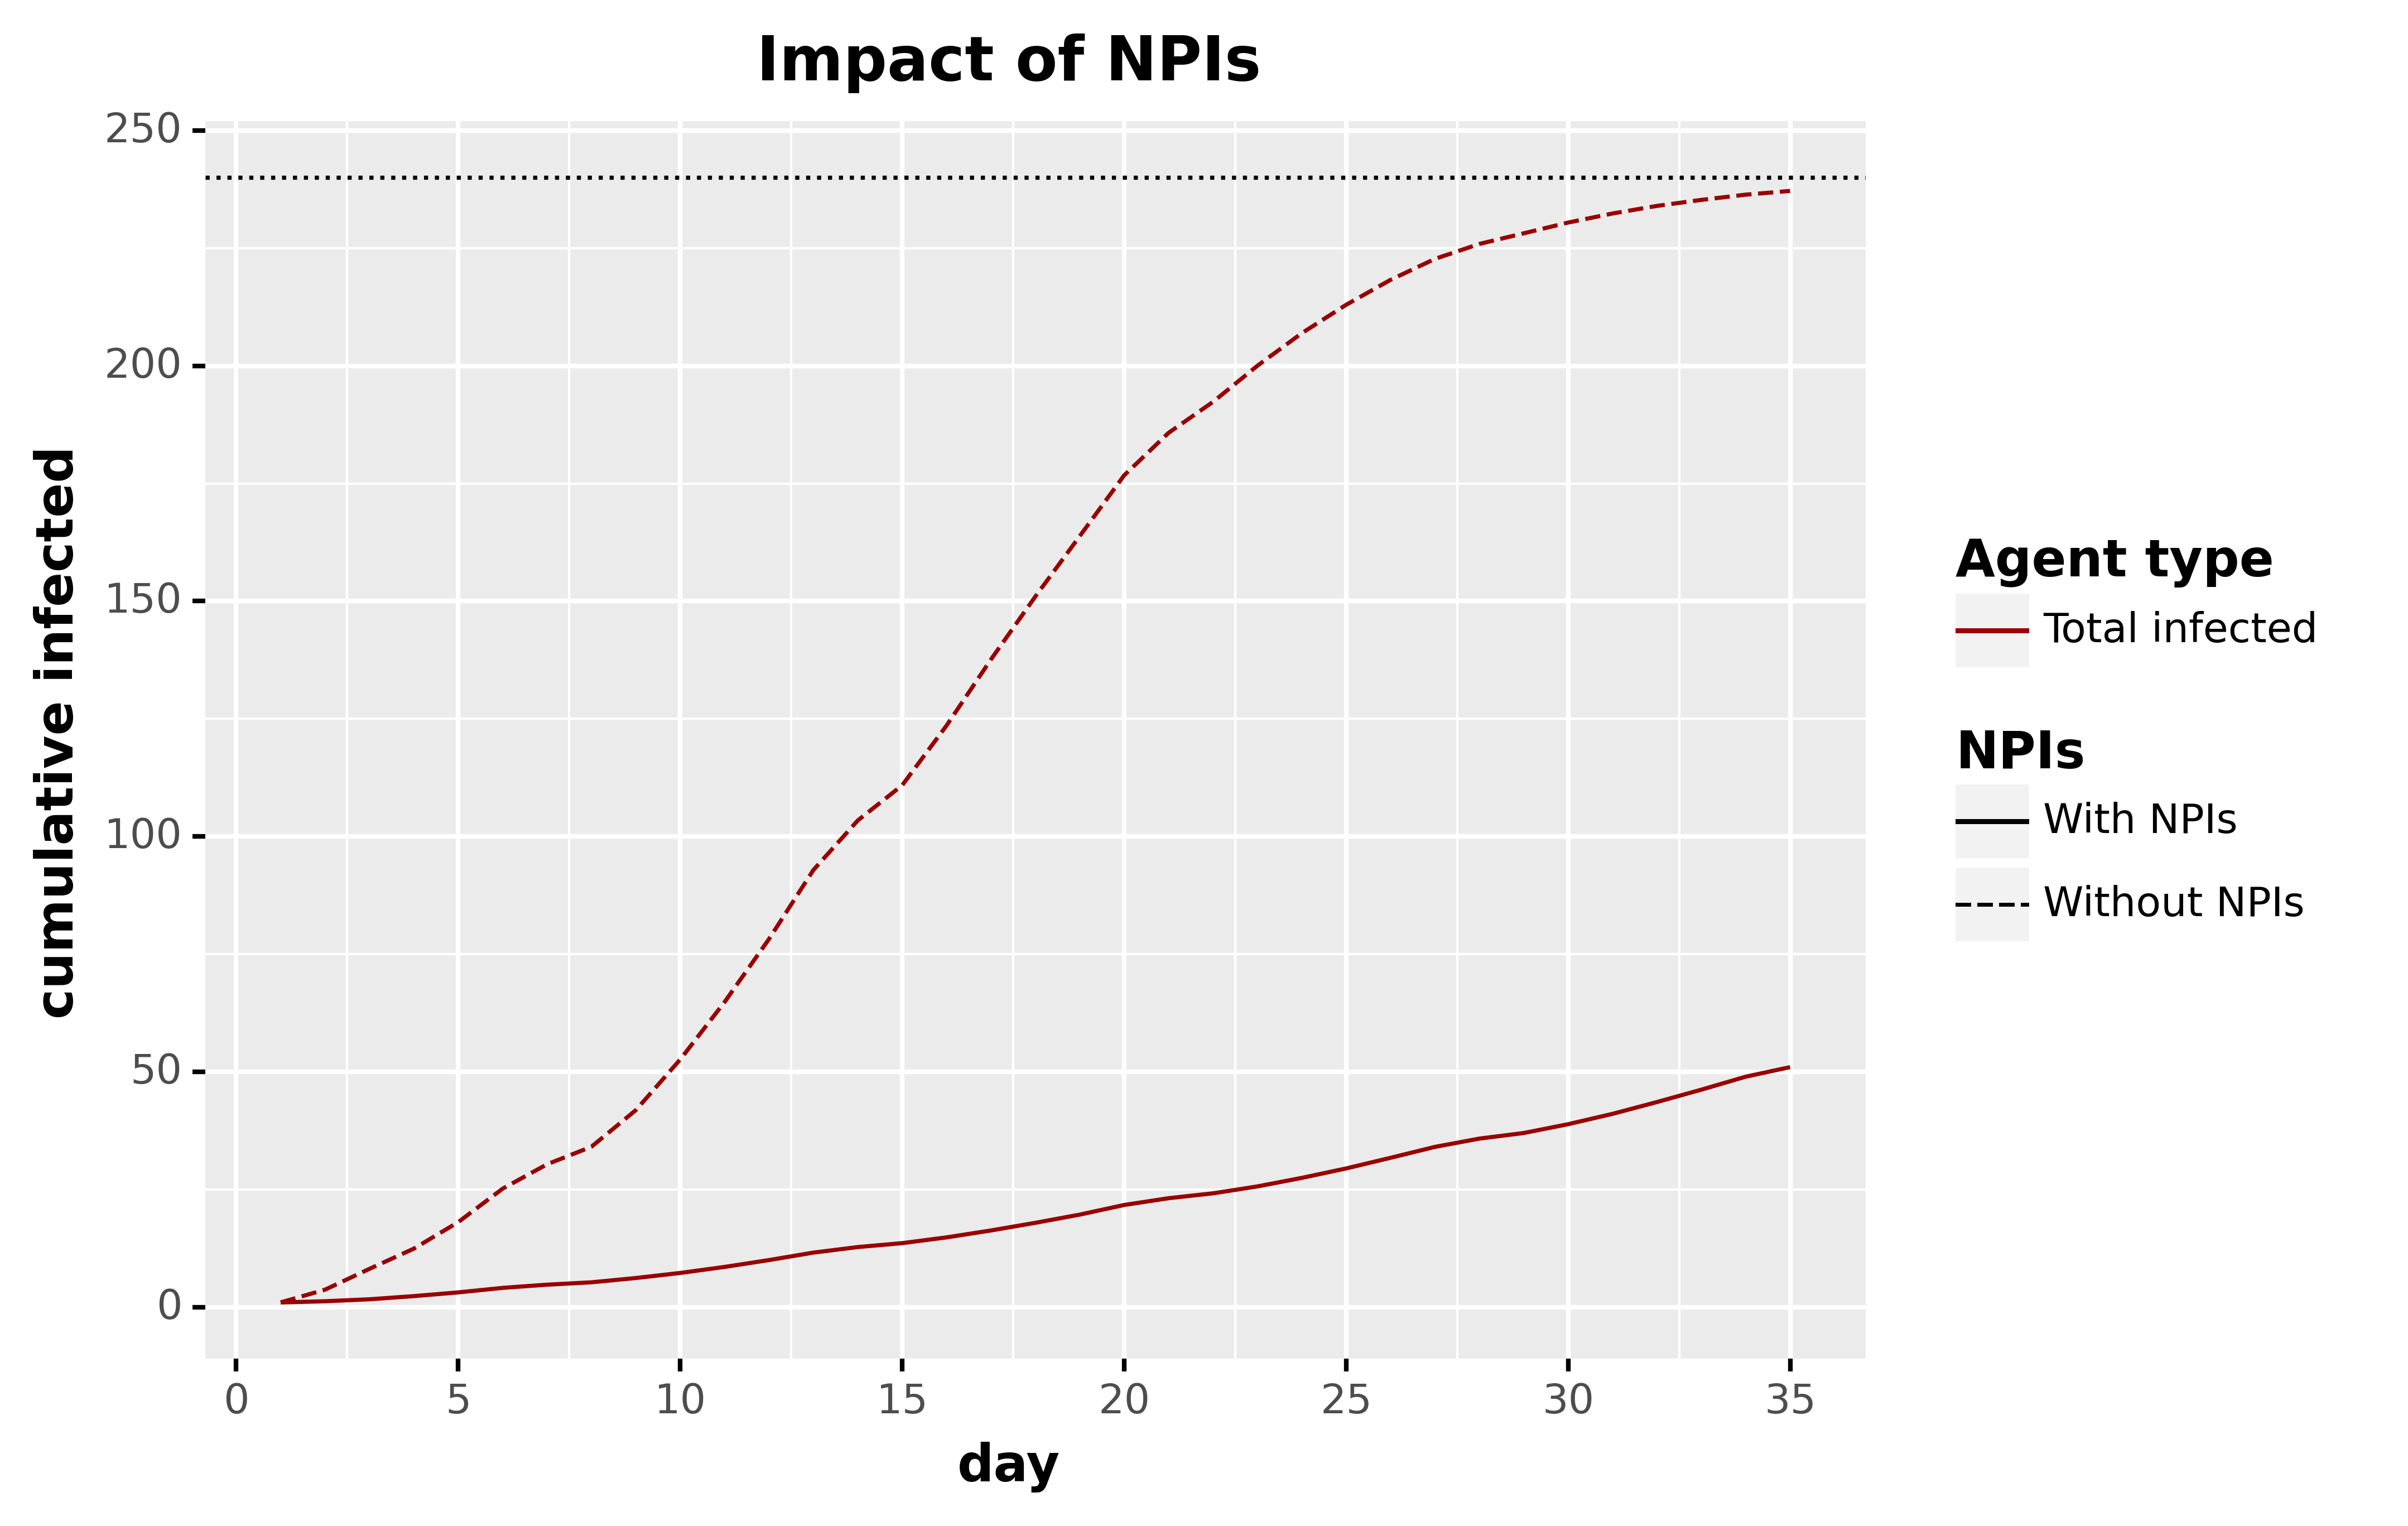 Impact of NPIs
cumulative infected
250
200
150
100
50
0
0 5 10 15 20 25 30 35
day
Agent type
Total infected
NPIs
With NPIs
Without NPIs